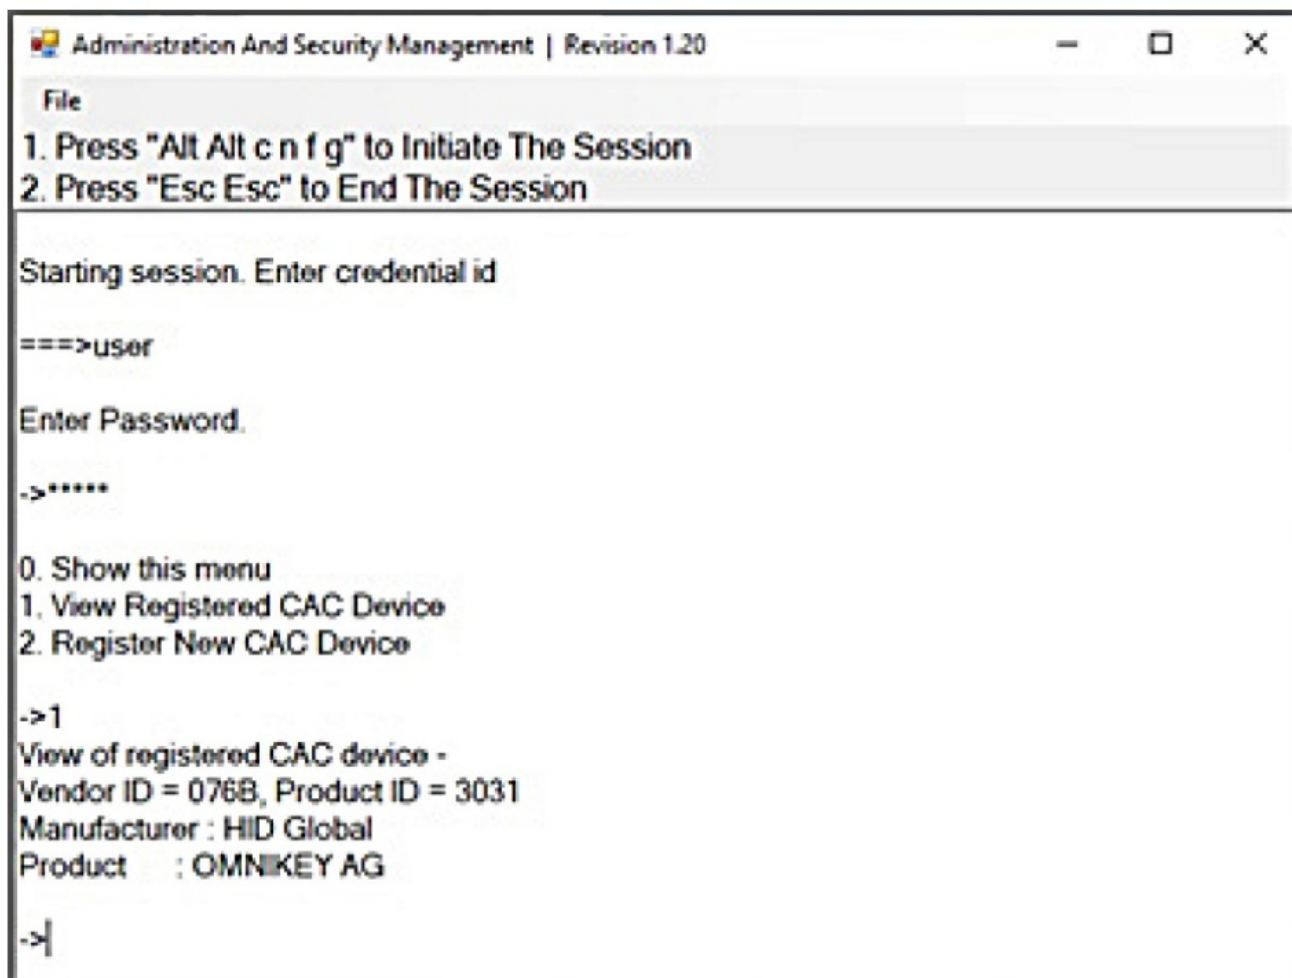 Administration And Security Management | Revision 1.20
File
1. Press "Alt Alt c n f g" to Initiate The Session
2. Press "Esc Esc" to End The Session
Starting session. Enter credential id
===>user
Enter Password.
->*****
0. Show this menu
1. View Registered CAC Device
2. Register New CAC Device
->1
View of registered CAC device -
Vendor ID = 076B, Product ID = 3031
Manufacturer : HID Global
Product : OMNIKEY AG
->